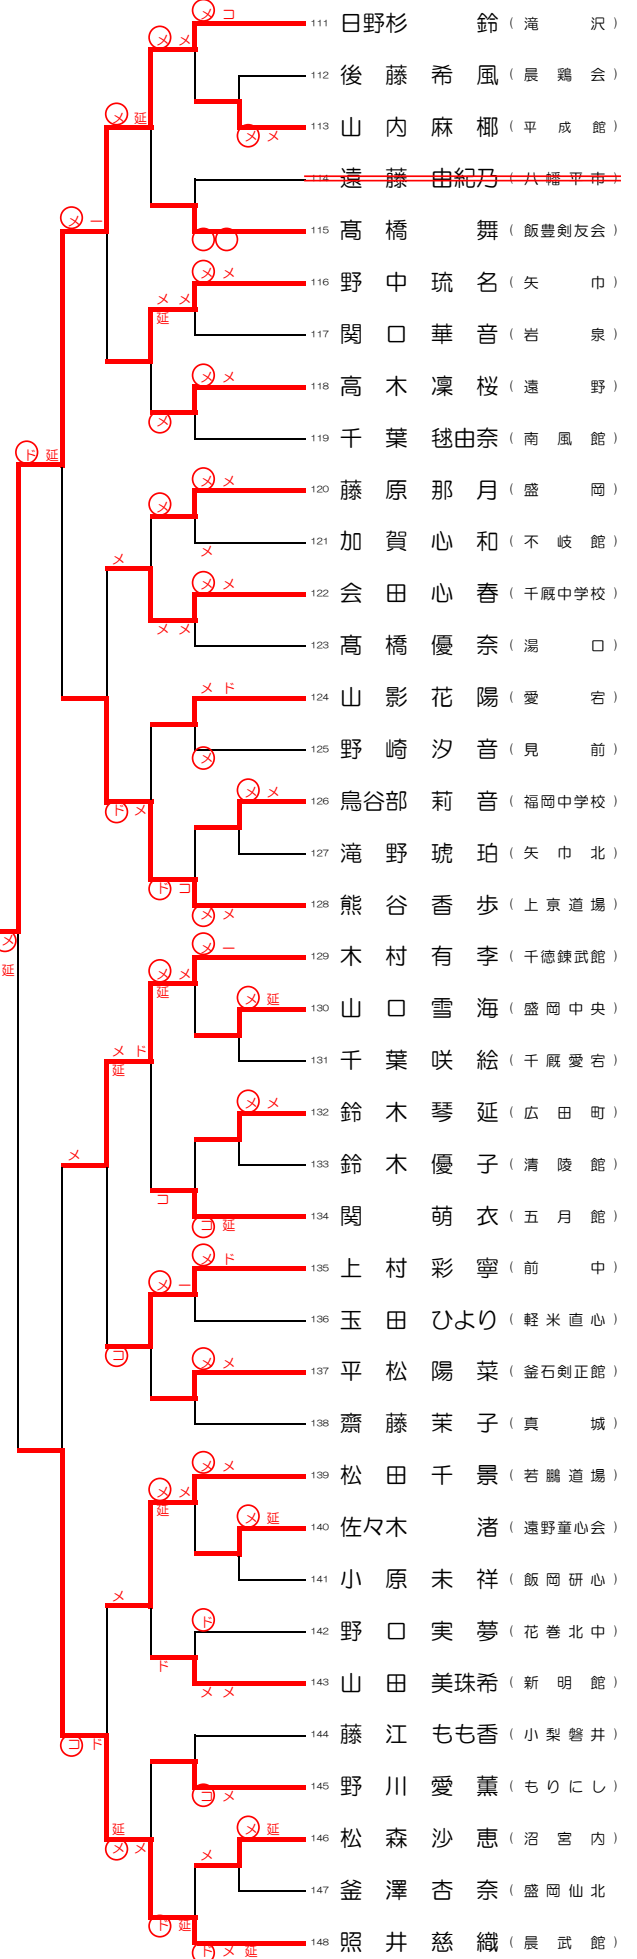 111 日野杉 鈴 (滝沢)
112 後藤希風 (晨鶏会)
113 山内麻椰 (平成館)
114 遠藤由紀乃 (八幡平市)
115 髙橋舞 (飯豊剣友会)
116 野中琉名 (矢巾)
117 関口華音 (岩泉)
118 高木凜桜 (遠野)
119 千葉毬由奈 (南風館)
120 藤原那月 (盛岡)
121 加賀心和 (不岐館)
122 会田心春 (千厩中学校)
123 髙橋優奈 (湯口)
124 山影花陽 (愛宕)
125 野崎汐音 (見前)
126 鳥谷部莉音 (福岡中学校)
127 滝野琥珀 (矢巾北)
128 熊谷香歩 (上京道場)
129 木村有李 (千徳錬武館)
130 山口雪海 (盛岡中央)
131 千葉咲絵 (千厩愛宕)
132 鈴木琴延 (広田町)
133 鈴木優子 (清陵館)
134 関萌衣 (五月館)
135 上村彩寧 (前中)
136 玉田ひより (軽米直心)
137 平松陽菜 (釜石剣正館)
138 齋藤茉子 (真城)
139 松田千景 (若鵬道場)
140 佐々木渚 (遠野童心会)
141 小原未祥 (飯岡研心)
142 野口実夢 (花巻北中)
143 山田美珠希 (新明館)
144 藤江もも香 (小梨磐井)
145 野川愛薫 (もりにし)
146 松森沙恵 (沼宮内)
147 釜澤杏奈 (盛岡仙北
148 照井慈織 (晨武館)